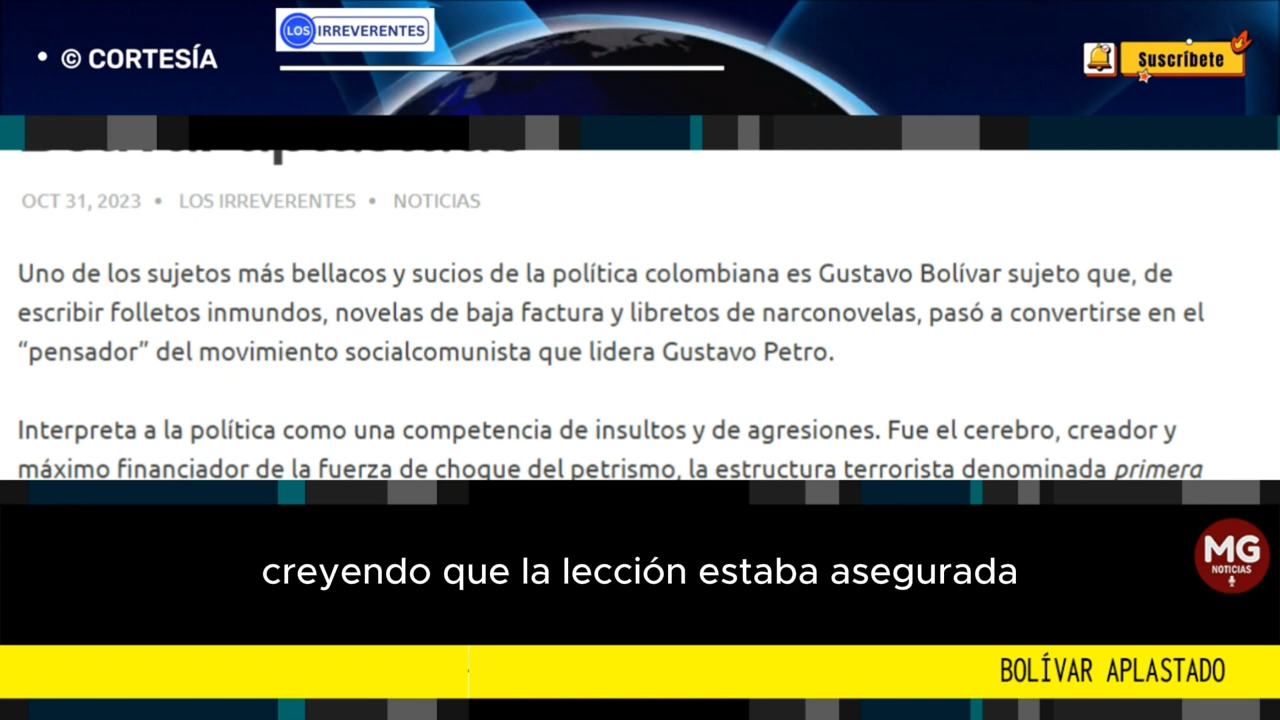 LOS IRREVERENTES
• © CORTESÍA
Suscríbete
Bolívar aplastado
OCT 31, 2023 • LOS IRREVERENTES • NOTICIAS
Uno de los sujetos más bellacos y sucios de la política colombiana es Gustavo Bolívar sujeto que, de
escribir folletos inmundos, novelas de baja factura y libretos de narconovelas, pasó a convertirse en el
“pensador” del movimiento socialcomunista que lidera Gustavo Petro.
Interpreta a la política como una competencia de insultos y de agresiones. Fue el cerebro, creador y
máximo financiador de la fuerza de choque del petrismo, la estructura terrorista denominada primera
creyendo que la lección estaba asegurada
MG
NOTICIAS
BOLÍVAR APLASTADO